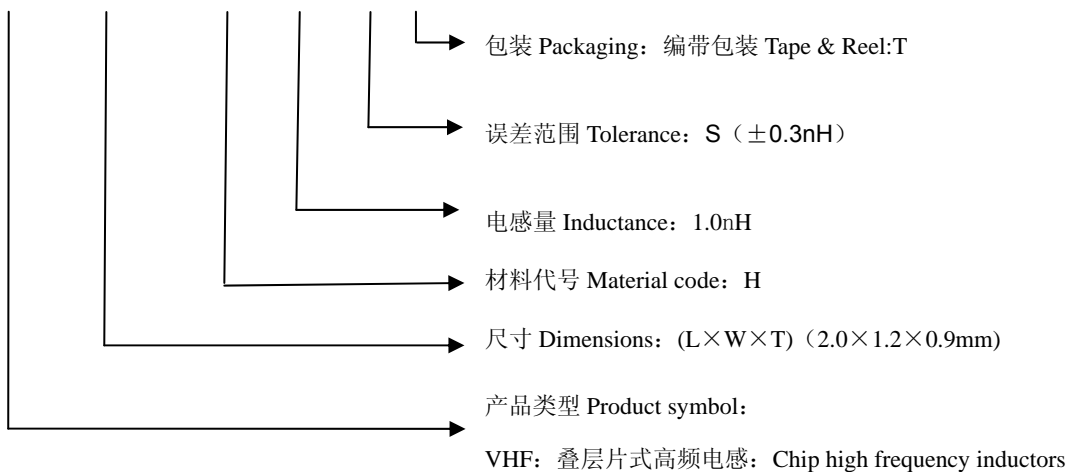 包装 Packaging：编带包装 Tape & Reel:T
误差范围 Tolerance：S（±0.3nH）
电感量 Inductance：1.0nH
材料代号 Material code：H
尺寸 Dimensions：(L×W×T)（2.0×1.2×0.9mm)
产品类型 Product symbol：
VHF：叠层片式高频电感：Chip high frequency inductors